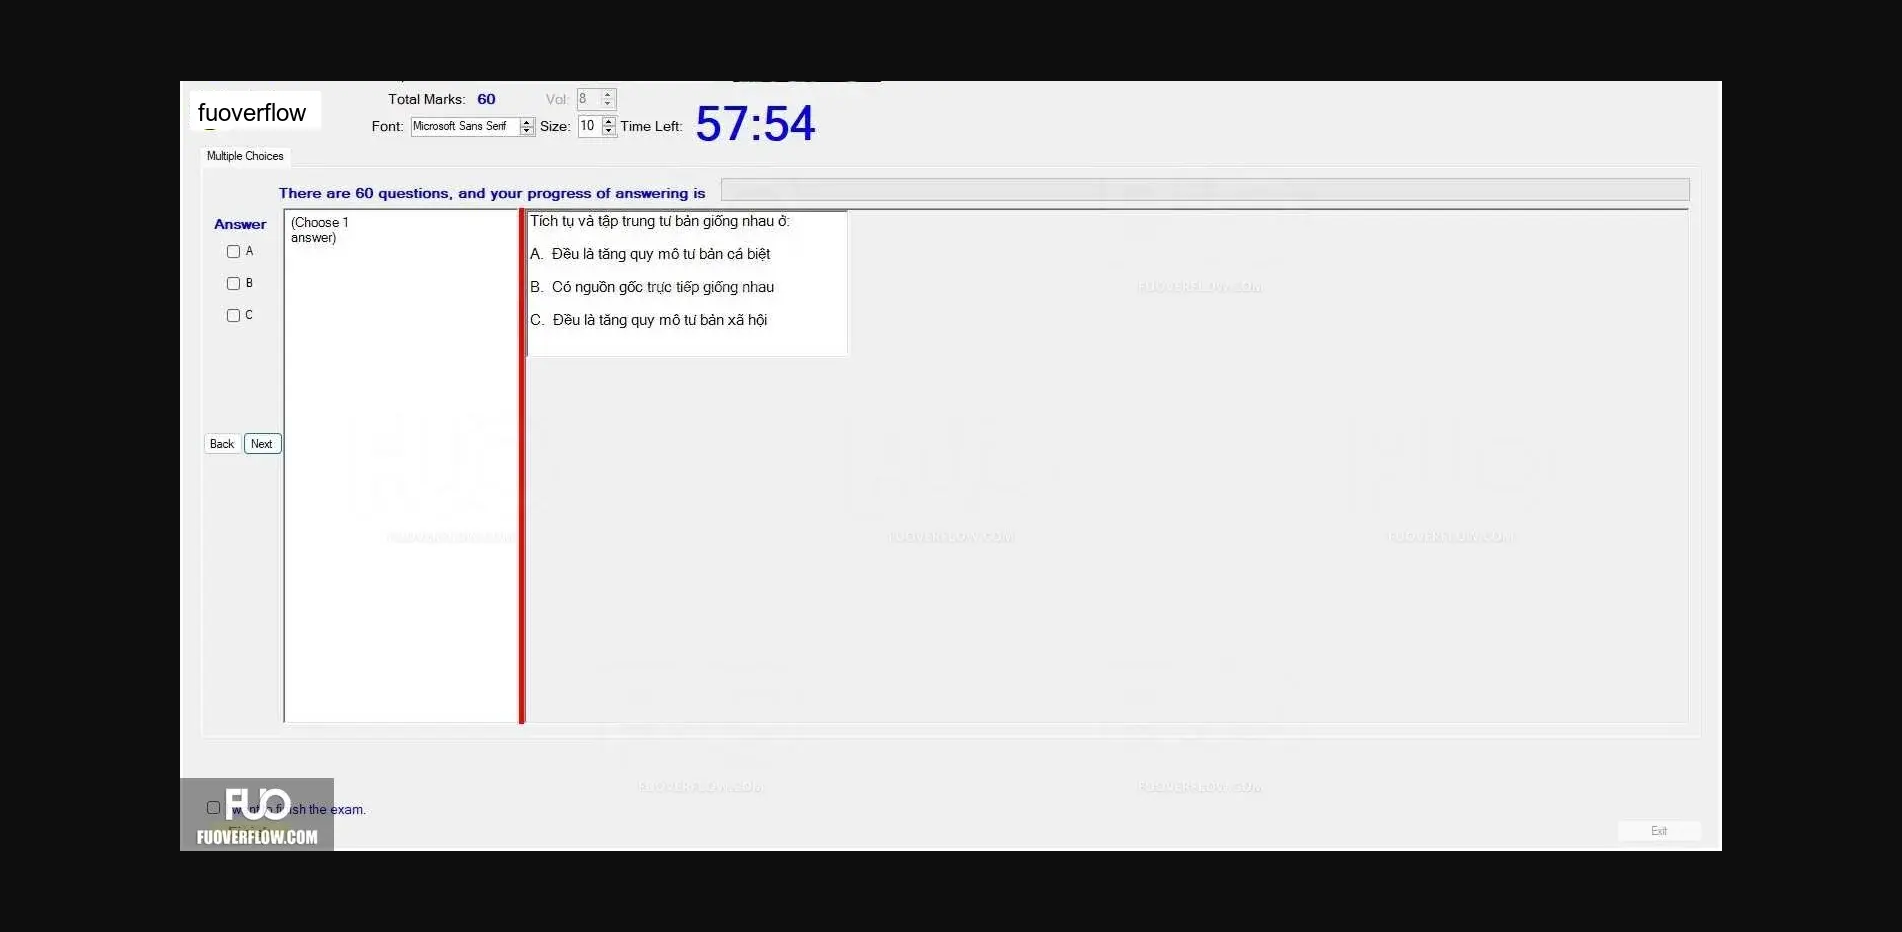 fuoverflow
Total Marks: 60 Vol: 8
Font: Microsoft Sans Serif Size: 10 Time Left: 57:54
Multiple Choices
There are 60 questions, and your progress of answering is
Answer
A
B
C
Back Next
(Choose 1
answer)
Tích tụ và tập trung tư bản giống nhau ở:
A. Đều là tăng quy mô tư bản cá biệt
B. Có nguồn gốc trực tiếp giống nhau
C. Đều là tăng quy mô tư bản xã hội
FUOVERFLOW.COM
FUOVERFLOW.COM
FUOVERFLOW.COM
FUOVERFLOW.COM
FUOVERFLOW.COM
FUOVERFLOW.COM
FUO
the exam.
FUOVERFLOW.COM
Exit